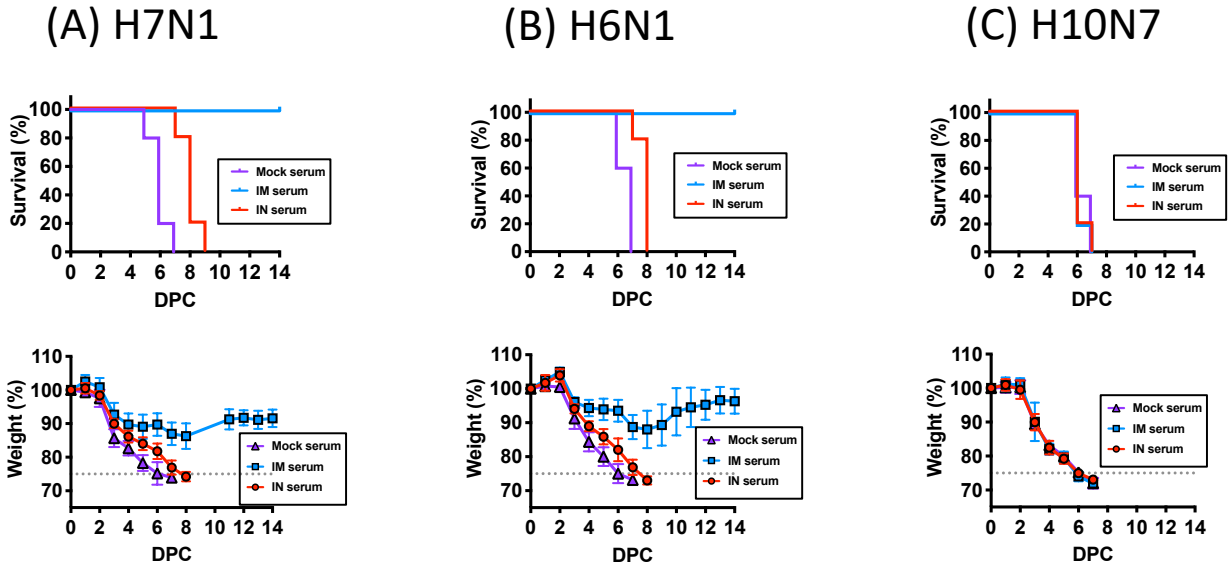 (A) H7N1
(B) H6N1
(C) H10N7
Survival (%)
100
80
60
40
20
0
0 2 4 6 8 10 12 14
DPC
Mock serum
IM serum
IN serum
Survival (%)
100
80
60
40
20
0
0 2 4 6 8 10 12 14
DPC
Mock serum
IM serum
IN serum
Survival (%)
100
80
60
40
20
0
0 2 4 6 8 10 12 14
DPC
Mock serum
IM serum
IN serum
Weight (%)
110
100
90
80
70
0 2 4 6 8 10 12 14
DPC
Mock serum
IM serum
IN serum
Weight (%)
110
100
90
80
70
0 2 4 6 8 10 12 14
DPC
Mock serum
IM serum
IN serum
Weight (%)
110
100
90
80
70
0 2 4 6 8 10 12 14
DPC
Mock serum
IM serum
IN serum